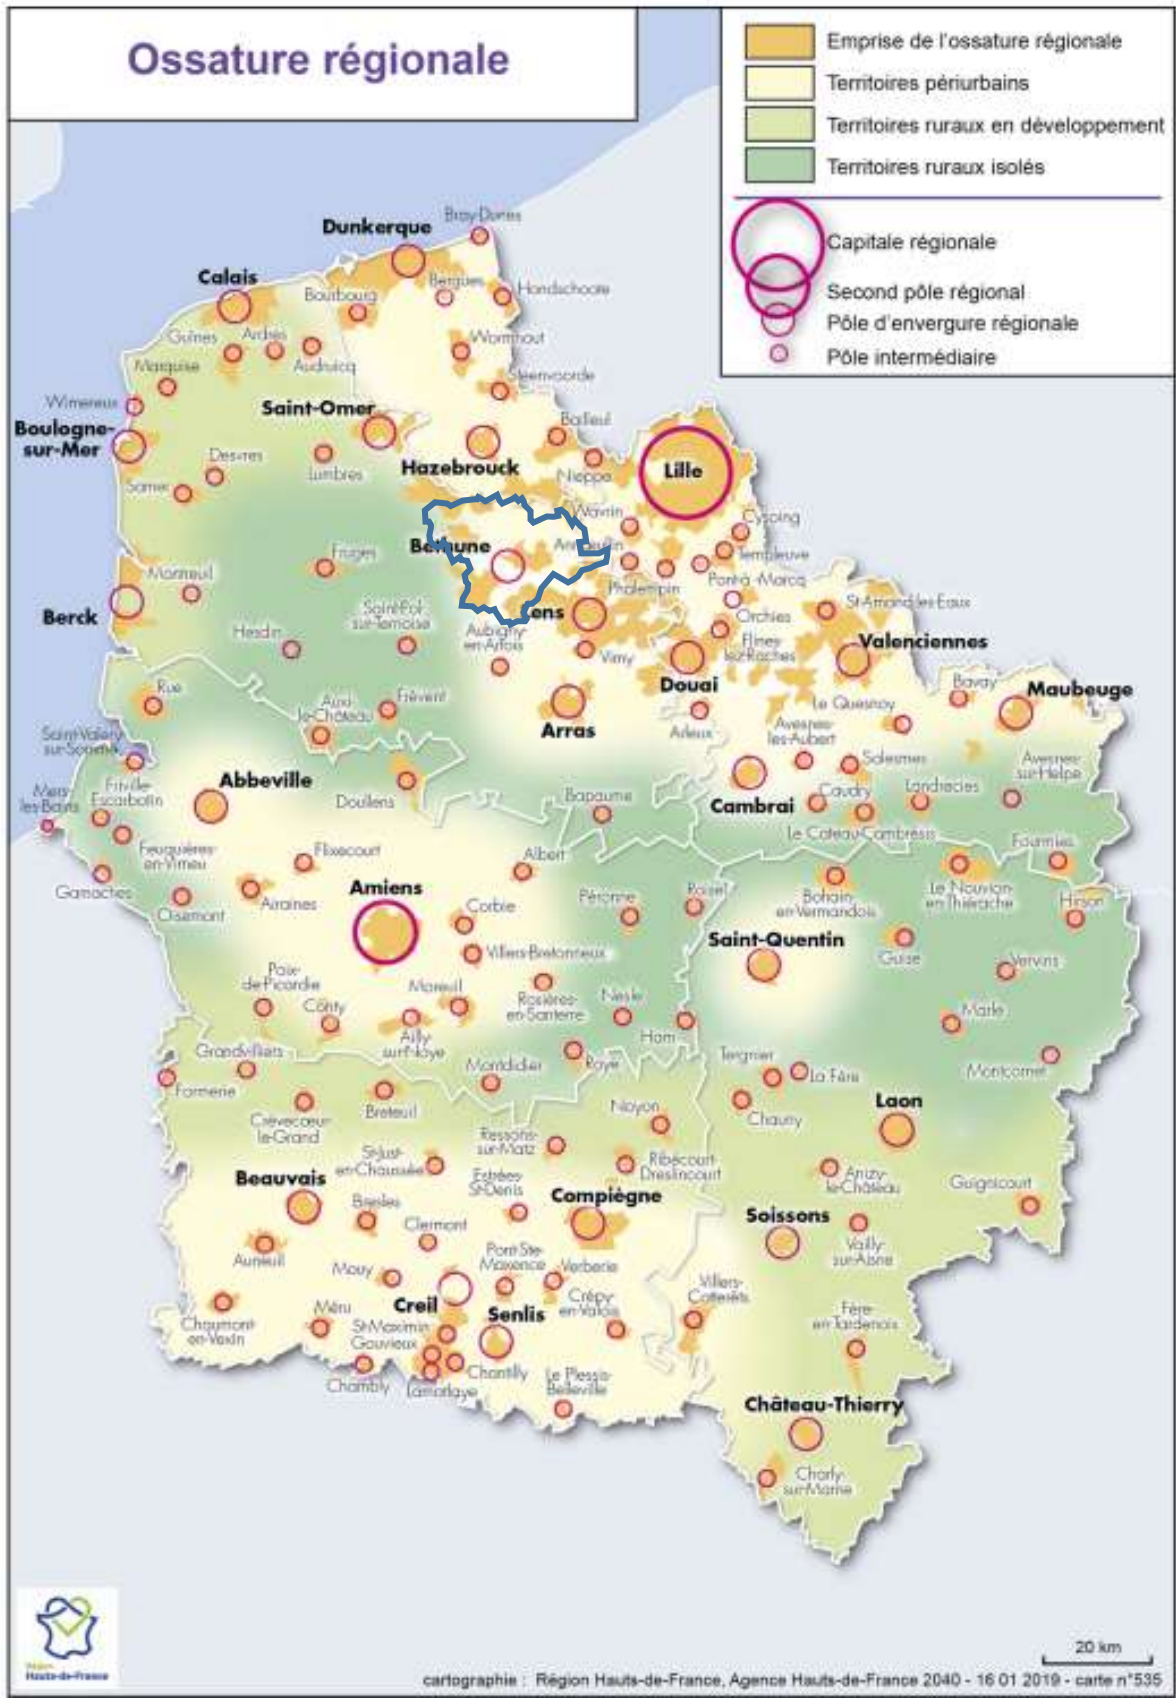 Ossature régionale
Emprise de l'ossature régionale
Territoires périurbains
Territoires ruraux en développement
Territoires ruraux isolés
Capitale régionale
Second pôle régional
Pôle d'envergure régionale
Pôle intermédiaire
Bray-Dunes
Dunkerque
Calais
Bergues
Bourbourg
Hondschoote
Guînes
Ardres
Audruicq
Wormhout
Marquise
Steenvoorde
Wimereux
Saint-Omer
Bailleul
Boulogne-
sur-Mer
Hazebrouck
Lille
Desvres
Lumbres
Nieppe
Samer
Wavrin
Cysoing
Béthune
Annœullin
Templeuve
Fruges
Phalempin
Pont-à-Marcq
Montreuil
St-Amand-les-Eaux
Berck
Saint-Pol-
sur-Ternoise
ens
Orchies
Hesdin
Aubigny-
en-Artois
Vimy
Flines-
lez-Raches
Valenciennes
Douai
Bavay
Maubeuge
Rue
Auxi-
le-Château
Frévent
Arras
Arleux
Le Quesnoy
Avesnes-
les-Aubert
Saint-Valery-
sur-Somme
Solesmes
Avesnes-
sur-Helpe
Abbeville
Mers-
les-Bains
Friville-
Escarbotin
Doullens
Bapaume
Cambrai
Caudry
Landrecies
Le Cateau-Cambrésis
Feuquières-
en-Vimeu
Flixecourt
Albert
Fourmies
Gamaches
Oisemont
Airaines
Amiens
Corbie
Péronne
Roisel
Bohain-
en-Vermandois
Le Nouvion-
en-Thiérache
Hirson
Saint-Quentin
Villers-Bretonneux
Guise
Vervins
Poix-
de-Picardie
Conty
Moreuil
Rosières-
en-Santerre
Nesle
Marle
Ailly-
sur-Noye
Ham
Grandvilliers
Montdidier
Roye
Tergnier
La Fère
Montcornet
Formerie
Crèvecœur-
le-Grand
Breteuil
Noyon
Chauny
Laon
St-Just-
en-Chaussée
Ressons-
sur-Matz
Ribécourt-
Dreslincourt
Anizy-
le-Château
Guignicourt
Beauvais
Estrées-
St-Denis
Compiègne
Bresles
Clermont
Soissons
Vailly-
sur-Aisne
Auneuil
Mouy
Pont-Ste-
Maxence
Verberie
Villers-
Cotterêts
Creil
Crépy-
en-Valois
Chaumont-
en-Vexin
Méru
St-Maximin
Gouvieux
Senlis
Fère-
en-Tardenois
Chambly
Lamorlaye
Chantilly
Le Plessis-
Belleville
Château-Thierry
Charly-
sur-Marne
Région
Hauts-de-France
20 km
cartographie : Région Hauts-de-France, Agence Hauts-de-France 2040 - 16 01 2019 - carte n°535